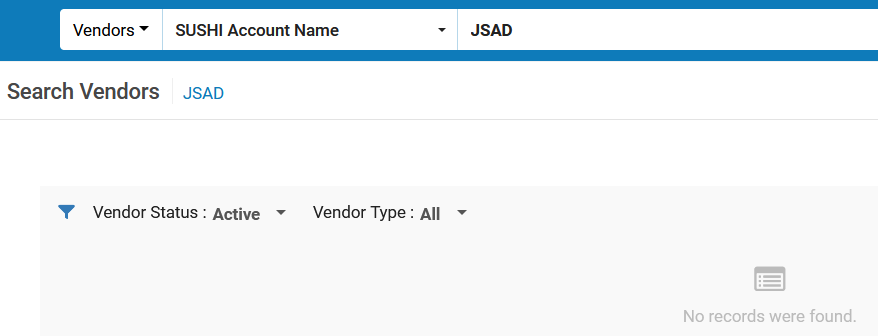 Vendors SUSHI Account Name JSAD
Search Vendors JSAD
Vendor Status : Active Vendor Type : All
No records were found.